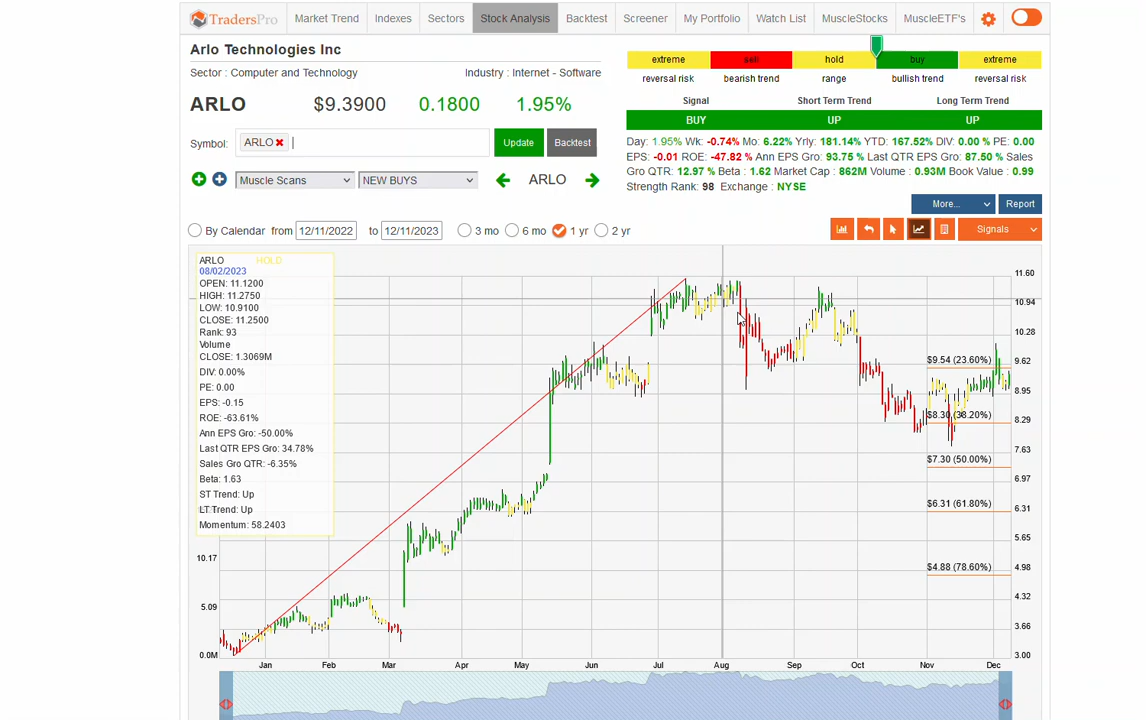 TradersPro Market Trend Indexes Sectors Stock Analysis Backtest Screener My Portfolio Watch List MuscleStocks MuscleETF's
Arlo Technologies Inc
Sector : Computer and Technology Industry : Internet - Software
ARLO $9.3900 0.1800 1.95%
Symbol: ARLO Update Backtest
Muscle Scans NEW BUYS ARLO
extreme sell hold buy extreme
reversal risk bearish trend range bullish trend reversal risk
Signal Short Term Trend Long Term Trend
BUY UP UP
Day: 1.95% Wk: -0.74% Mo: 6.22% Yrly: 181.14% YTD: 167.52% DIV: 0.00 % PE: 0.00
EPS: -0.01 ROE: -47.82 % Ann EPS Gro: 93.75 % Last QTR EPS Gro: 87.50 % Sales
Gro QTR: 12.97 % Beta : 1.62 Market Cap : 862M Volume : 0.93M Book Value : 0.99
Strength Rank: 98 Exchange : NYSE
More... Report
By Calendar from 12/11/2022 to 12/11/2023 3 mo 6 mo 1 yr 2 yr Signals
ARLO HOLD
08/02/2023
OPEN: 11.1200
HIGH: 11.2750
LOW: 10.9100
CLOSE: 11.2500
Rank: 93
Volume
CLOSE: 1.3069M
DIV: 0.00%
PE: 0.00
EPS: -0.15
ROE: -63.61%
Ann EPS Gro: -50.00%
Last QTR EPS Gro: 34.78%
Sales Gro QTR: -6.35%
Beta: 1.63
ST Trend: Up
LT Trend: Up
Momentum: 58.2403
10.17
5.09
0.0M
11.60
10.94
10.28
9.62
8.95
8.29
7.63
6.97
6.31
5.65
4.98
4.32
3.66
3.00
$9.54 (23.60%)
$8.30 (38.20%)
$7.30 (50.00%)
$6.31 (61.80%)
$4.88 (78.60%)
Jan Feb Mar Apr May Jun Jul Aug Sep Oct Nov Dec